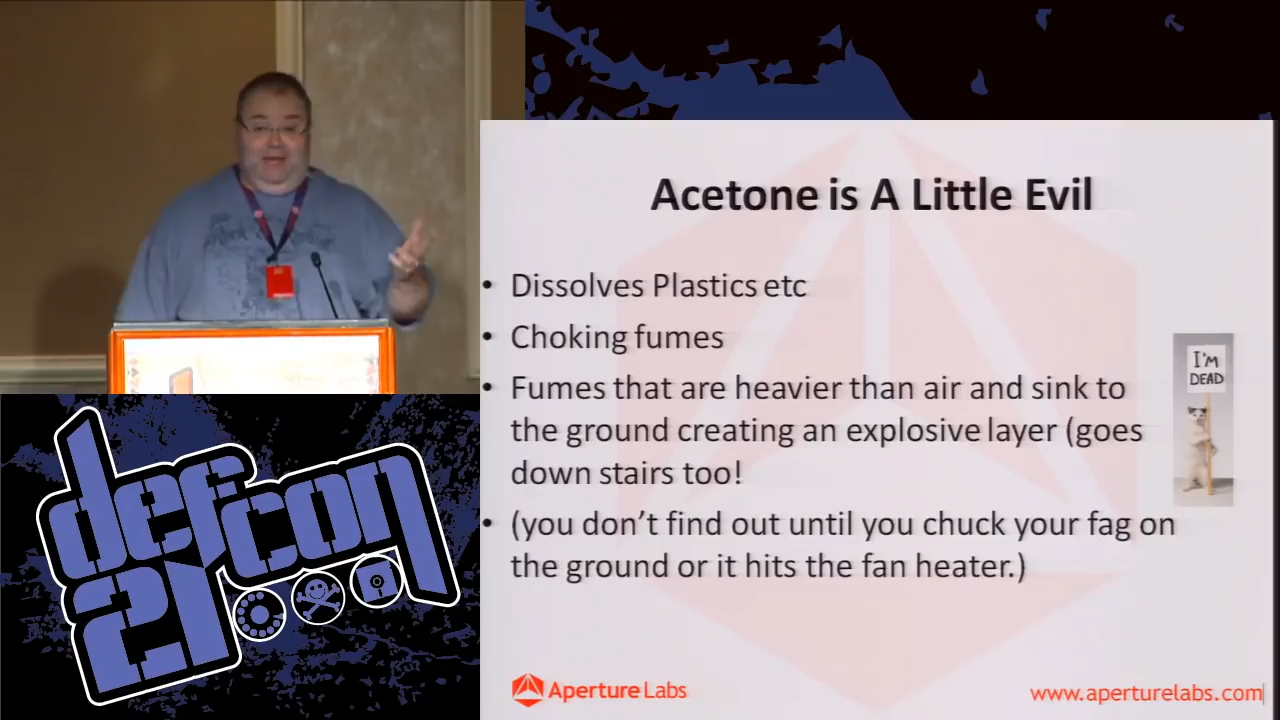 Acetone is A Little Evil
• Dissolves Plastics etc
• Choking fumes
• Fumes that are heavier than air and sink to
the ground creating an explosive layer (goes
down stairs too!
• (you don't find out until you chuck your fag on
the ground or it hits the fan heater.)
I'M
DEAD
Aperture Labs
www.aperturelabs.com
defcon
21